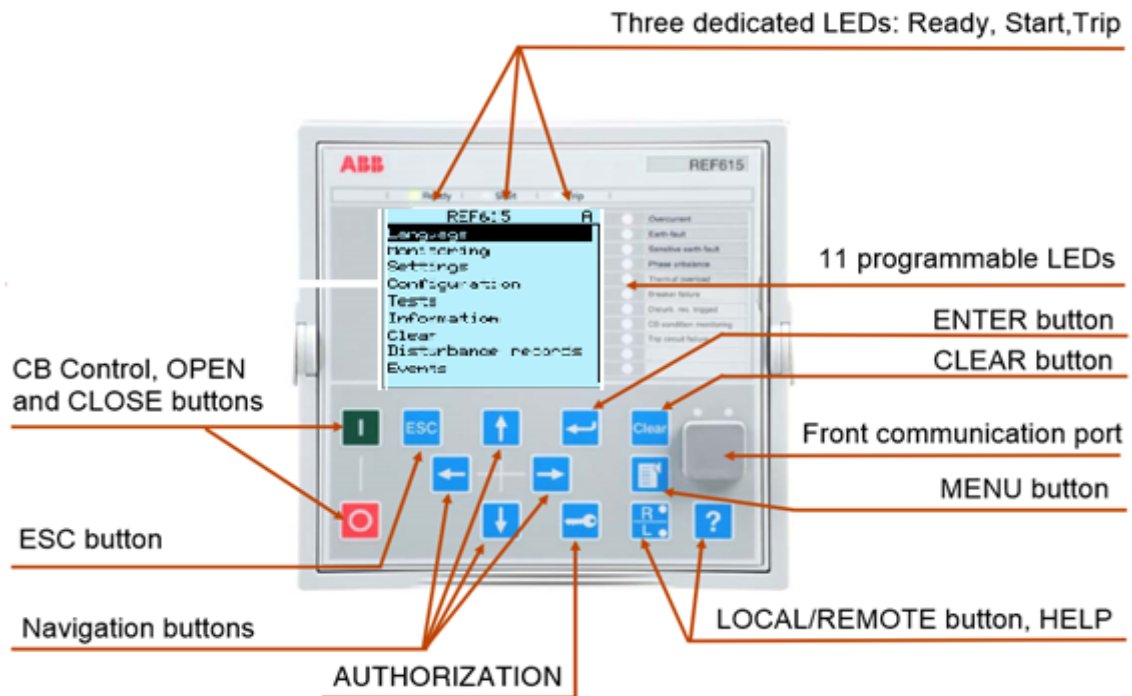 Three dedicated LEDs: Ready, Start,Trip
ABB
REF615
Ready Start Trip
REF615 A
Language
Monitoring
Settings
Configuration
Tests
Information
Clear
Disturbance records
Events
Overcurrent
Earth-fault
Sensitive earth-fault
Phase unbalance
Thermal overload
Breaker failure
Disturb. rec. trigged
CB condition monitoring
Trip circuit failure
11 programmable LEDs
ENTER button
CLEAR button
Front communication port
MENU button
LOCAL/REMOTE button, HELP
CB Control, OPEN
and CLOSE buttons
ESC button
Navigation buttons
AUTHORIZATION
I
ESC
Clear
O
R
L
?